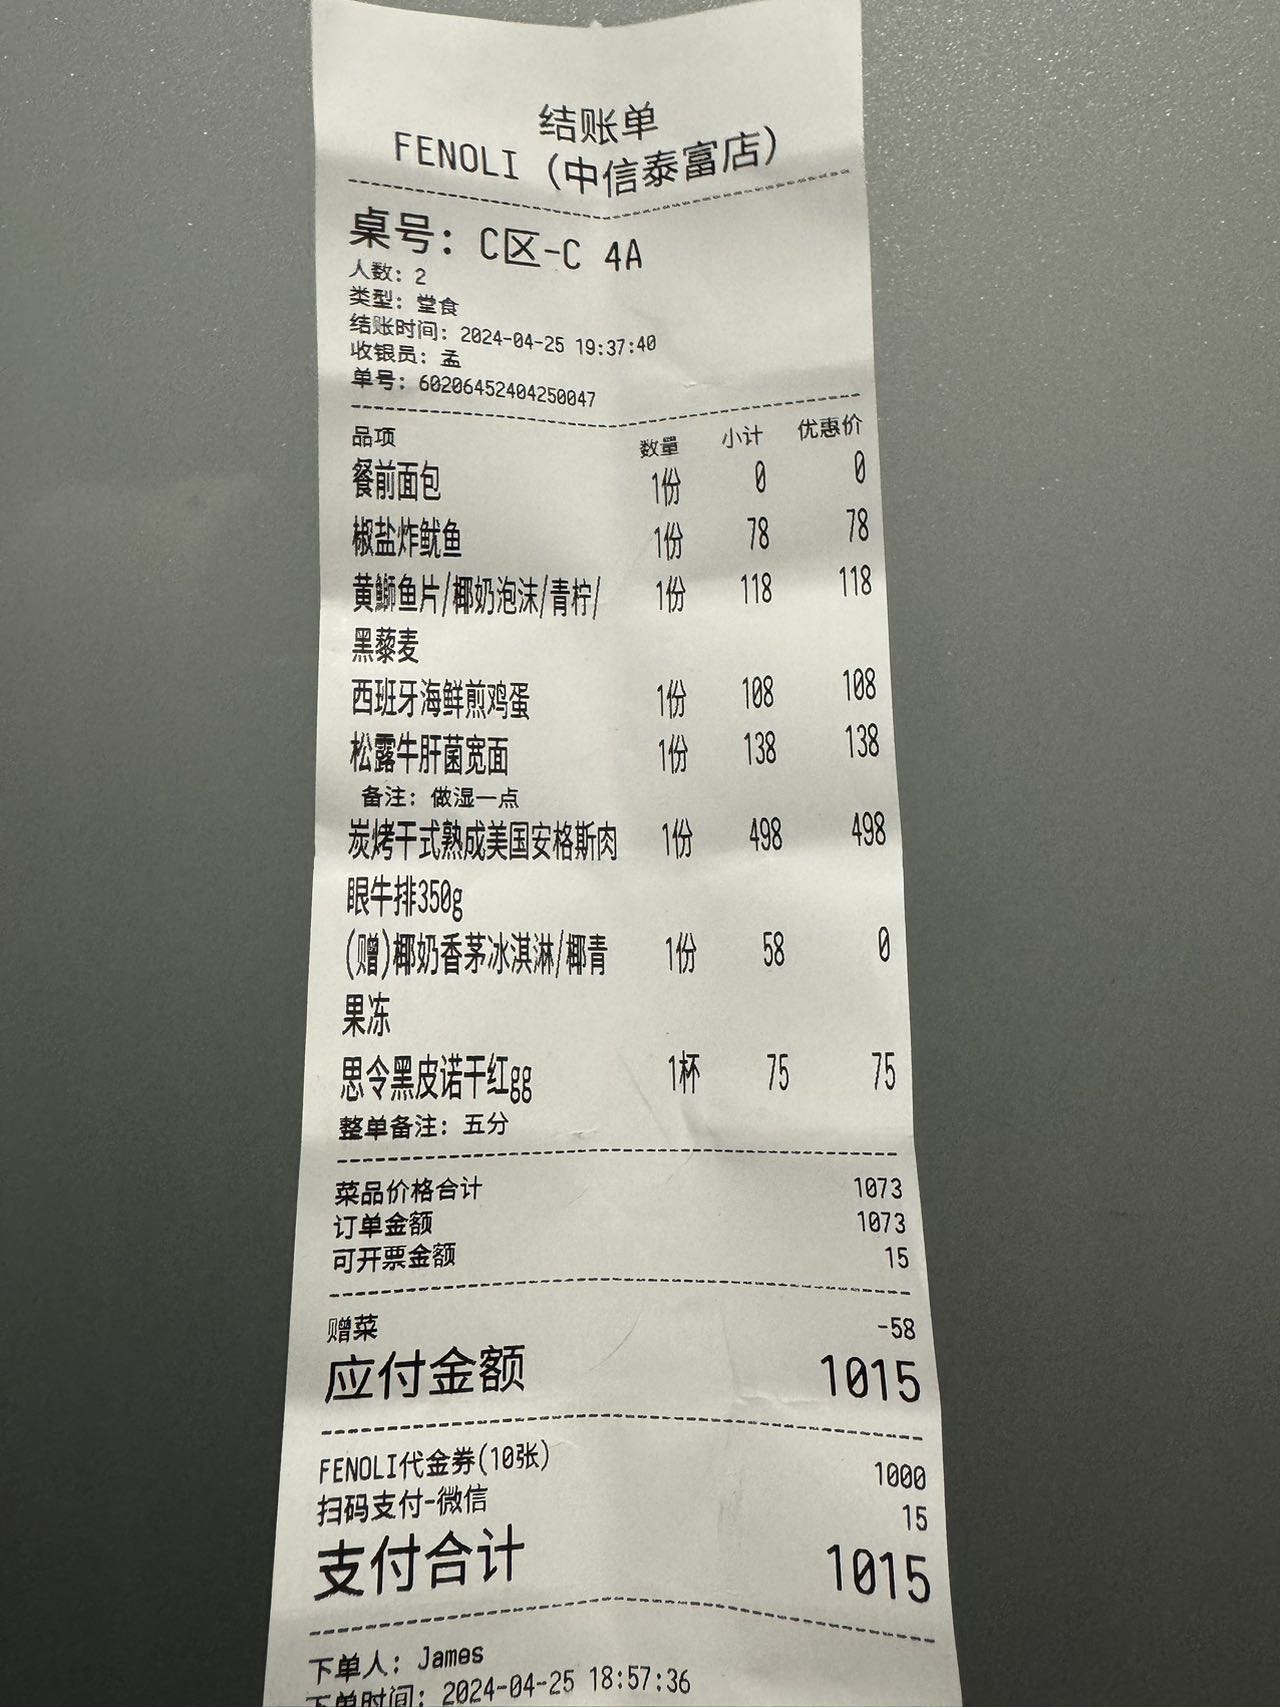 结账单
FENOLI (中信泰富店)
桌号: C区-C 4A
人数: 2
类型: 堂食
结账时间: 2024-04-25 19:37:40
收银员: 孟
单号: 60206452404250047
品项 数量 小计 优惠价
餐前面包 1份 0 0
椒盐炸鱿鱼 1份 78 78
黄鰤鱼片/椰奶泡沫/青柠/ 1份 118 118
黑藜麦
西班牙海鲜煎鸡蛋 1份 108 108
松露牛肝菌宽面 1份 138 138
备注: 做湿一点
炭烤干式熟成美国安格斯肉 1份 498 498
眼牛排350g
(赠)椰奶香茅冰淇淋/椰青 1份 58 0
果冻
思令黑皮诺干红gg 1杯 75 75
整单备注: 五分
菜品价格合计 1073
订单金额 1073
可开票金额 15
赠菜 -58
应付金额 1015
FENOLI代金券(10张) 1000
扫码支付-微信 15
支付合计 1015
下单人: James
下单时间: 2024-04-25 18:57:36